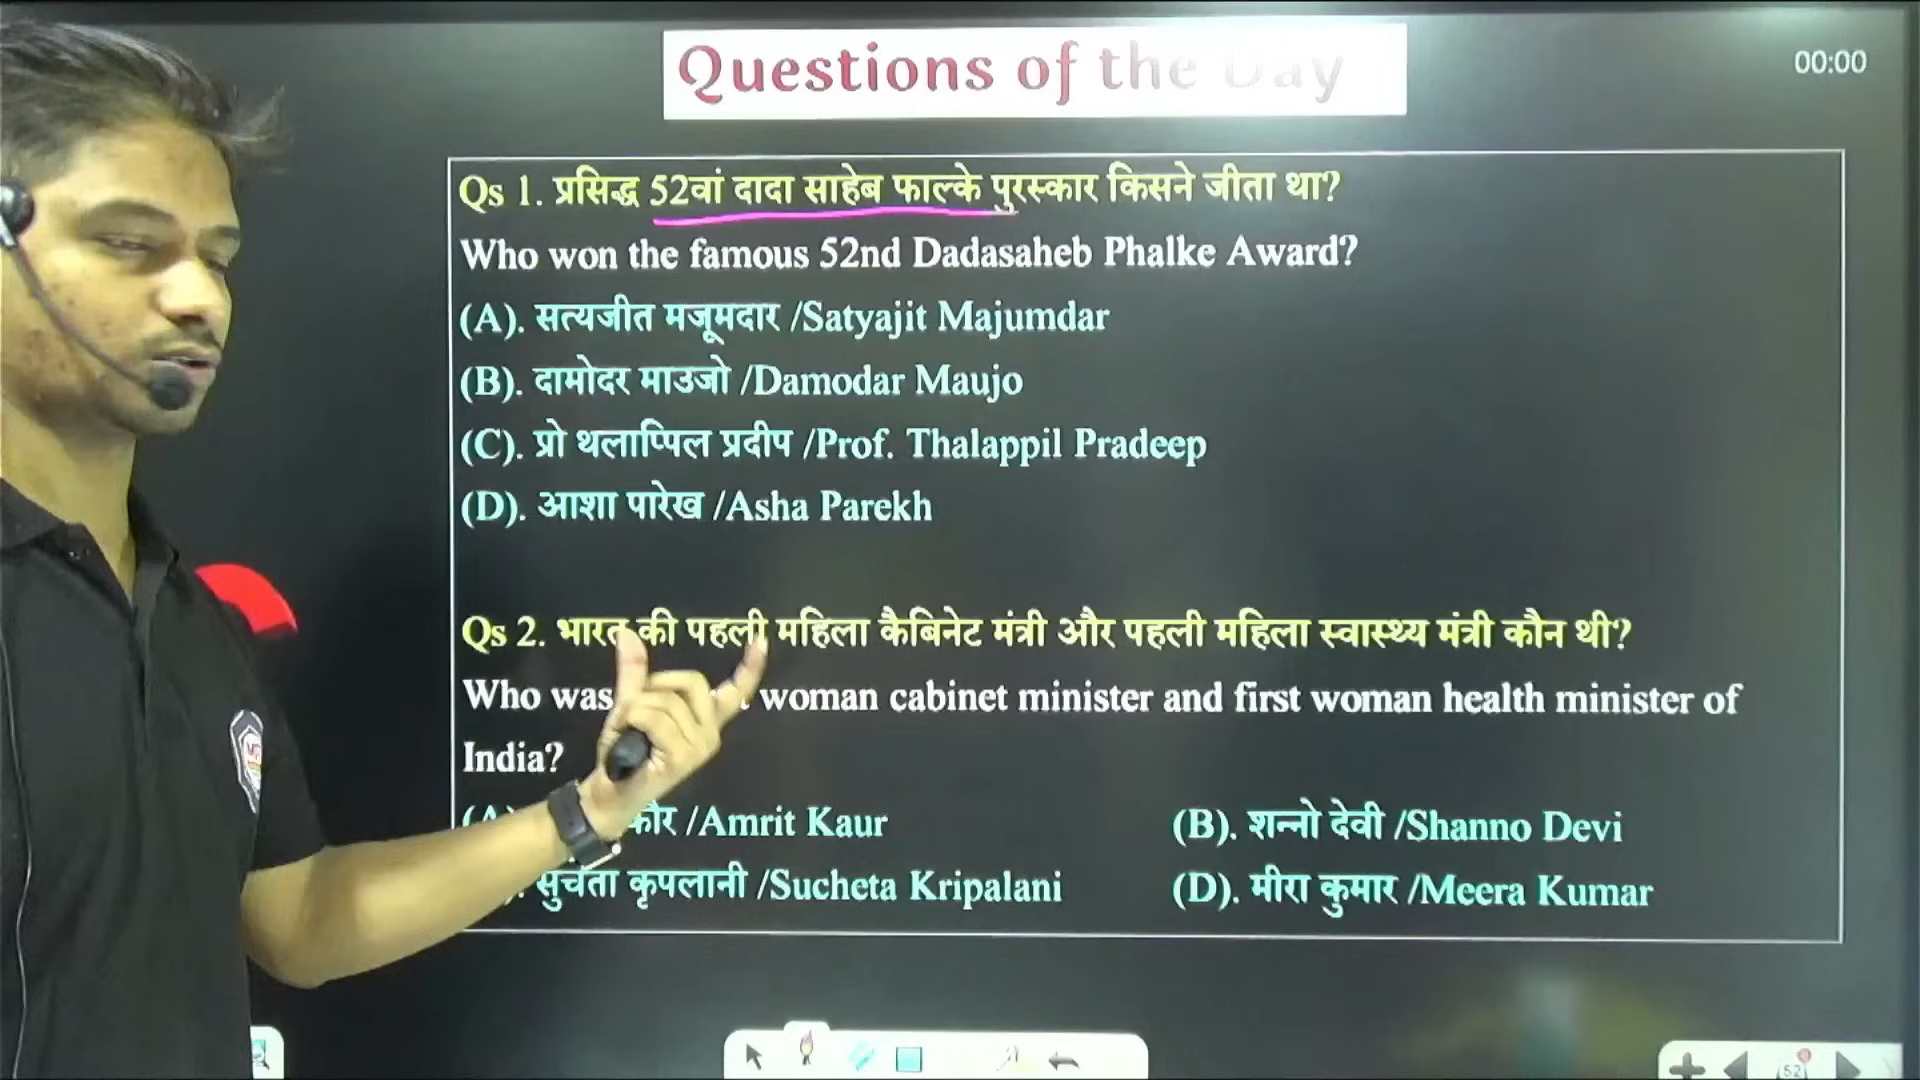 Questions of the Day
00:00
Qs 1. प्रसिद्ध 52वां दादा साहेब फाल्के पुरस्कार किसने जीता था?
Who won the famous 52nd Dadasaheb Phalke Award?
(A). सत्यजीत मजूमदार /Satyajit Majumdar
(B). दामोदर माउजो /Damodar Maujo
(C). प्रो थलाप्पिल प्रदीप /Prof. Thalappil Pradeep
(D). आशा पारेख /Asha Parekh
Qs 2. भारत की पहली महिला कैबिनेट मंत्री और पहली महिला स्वास्थ्य मंत्री कौन थी?
Who was woman cabinet minister and first woman health minister of
India?
कौर /Amrit Kaur
(B). शन्नो देवी /Shanno Devi
सुचेता कृपलानी /Sucheta Kripalani
(D). मीरा कुमार /Meera Kumar
52